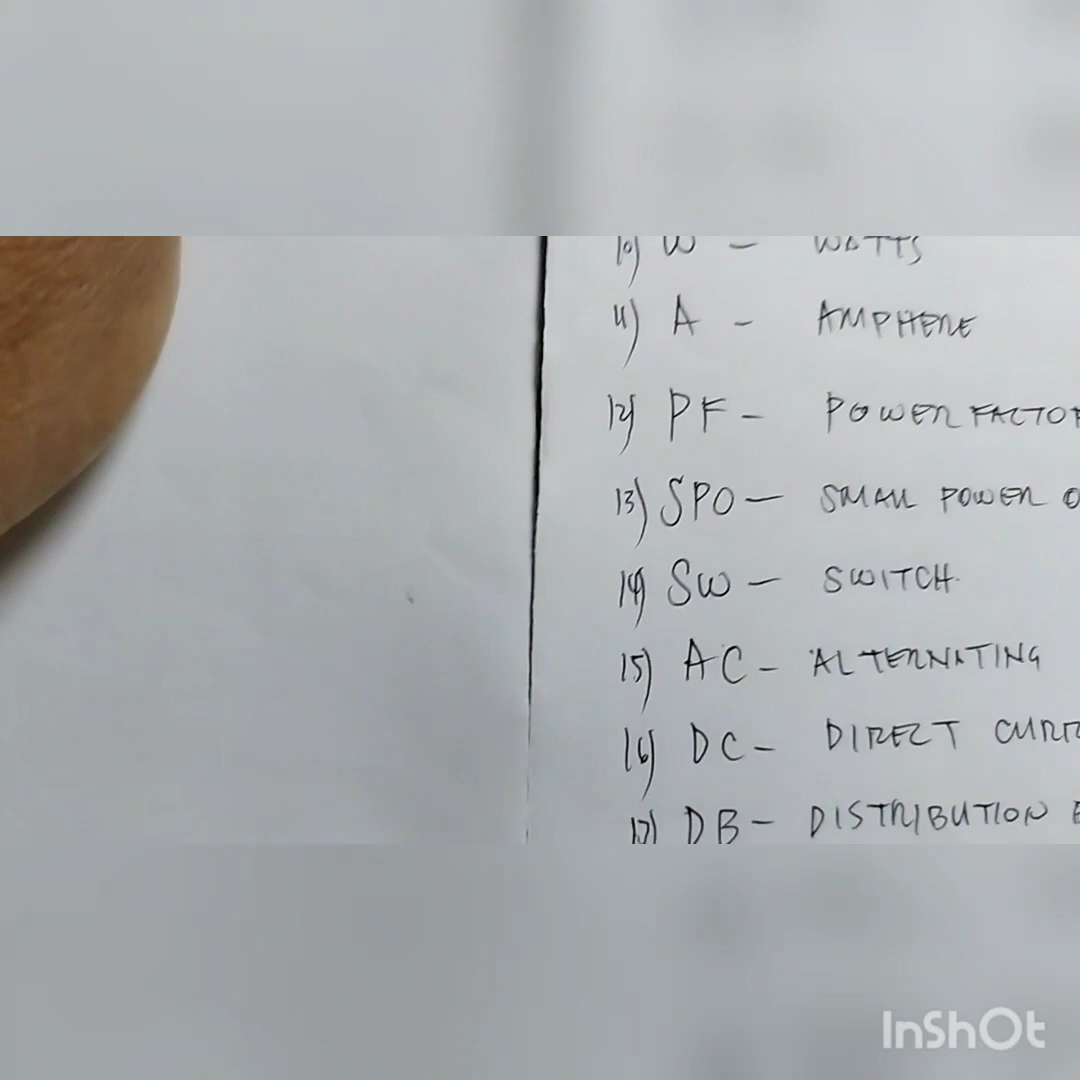 10) W - WATTS
11) A - AMPHERE
12) PF - POWER FACTOR
13) SPO - SMALL POWER O
14) SW - SWITCH
15) AC - ALTERNATING
16) DC - DIRECT CURR
17) DB - DISTRIBUTION
InShOt